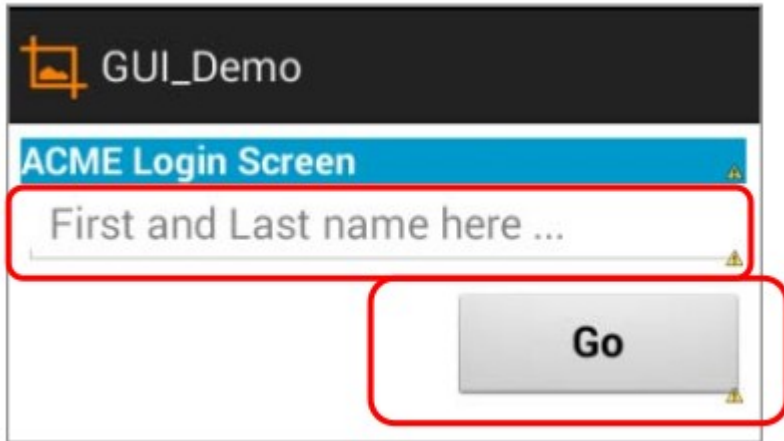 GUI_Demo
ACME Login Screen
First and Last name here ...
Go